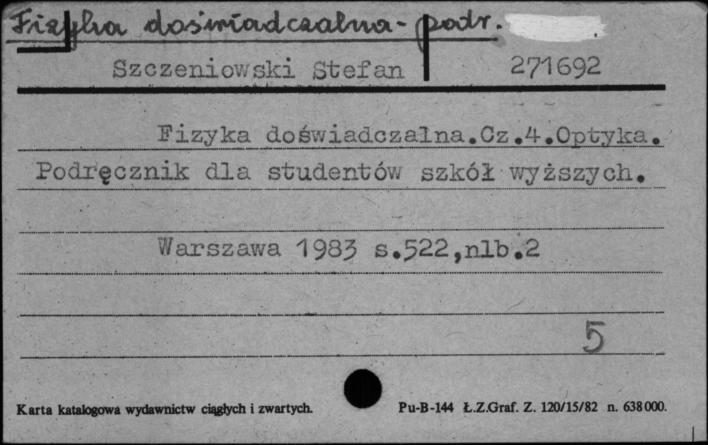 Fizyka doświadczalna - podr.
Szczeniowski Stefan 271692
Fizyka doświadczalna.Cz.4.Optyka.
Podręcznik dla studentów szkół wyższych.
Warszawa 1983 s.522,nlb.2
5
Karta katalogowa wydawnictw ciągłych i zwartych. Pu-B-144 Ł.Z.Graf. Z. 120/15/82 n. 638000.